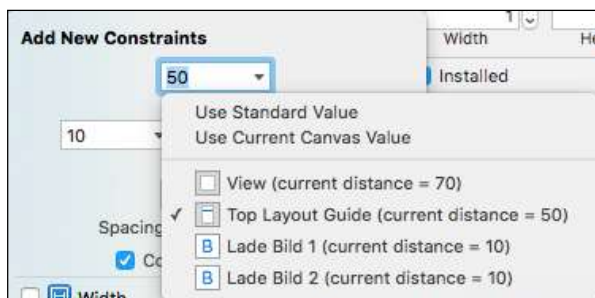 1
Add New Constraints
Width
50
Installed
Use Standard Value
10
Use Current Canvas Value
View (current distance = 70)
✓ Top Layout Guide (current distance = 50)
Spacing
B Lade Bild 1 (current distance = 10)
B Lade Bild 2 (current distance = 10)
Width